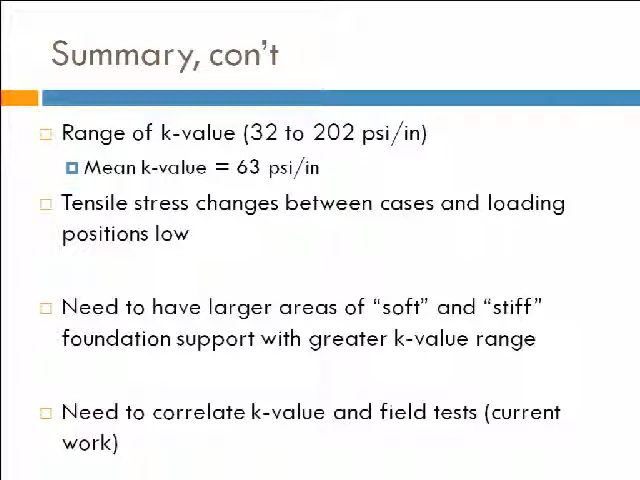 Summary, con't
Range of k-value (32 to 202 psi/in)
Mean k-value = 63 psi/in
Tensile stress changes between cases and loading
positions low
Need to have larger areas of “soft” and “stiff”
foundation support with greater k-value range
Need to correlate k-value and field tests (current
work)